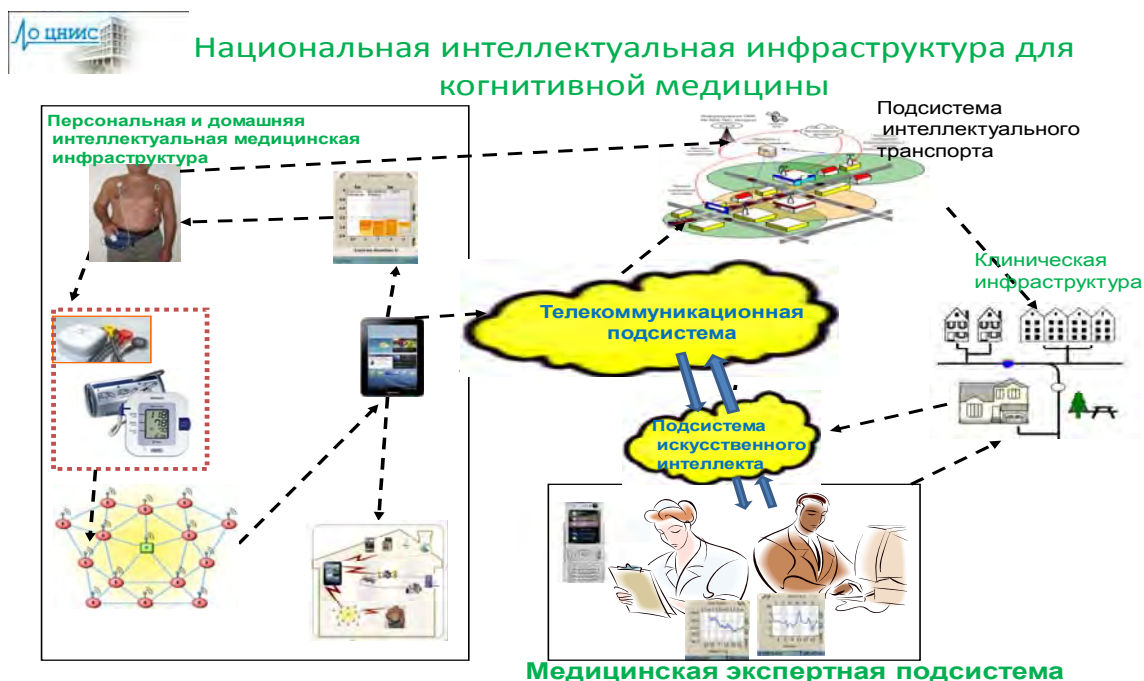 ЛО ЦНИИС
Национальная интеллектуальная инфраструктура для
когнитивной медицины
Персональная и домашняя
интеллектуальная медицинская
инфраструктура
Подсистема
интеллектуального
транспорта
Клиническая
инфраструктура
Телекоммуникационная
подсистема
Подсистема
искусственного
интеллекта
Медицинская экспертная подсистема